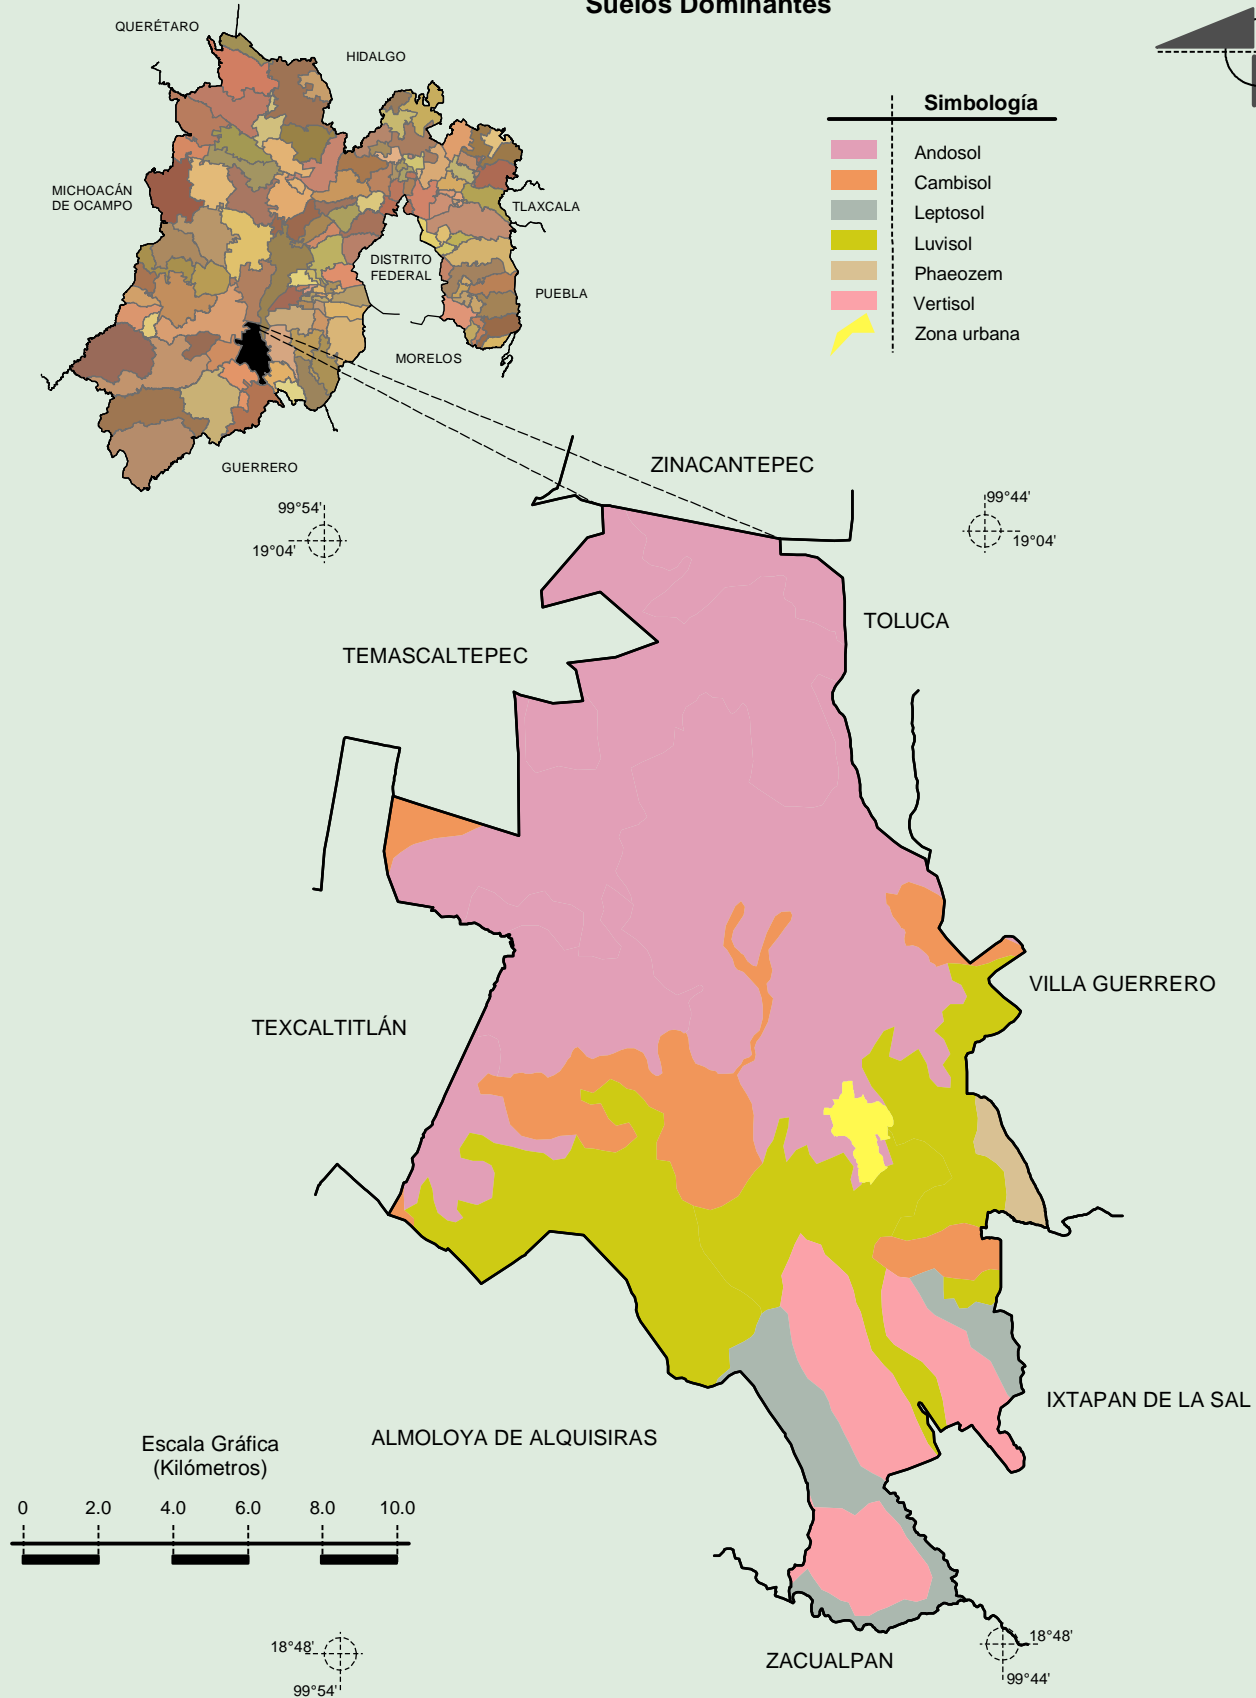 Suelos Dominantes
QUERÉTARO
HIDALGO
MICHOACÁN
DE OCAMPO
TLAXCALA
DISTRITO
FEDERAL
PUEBLA
MORELOS
GUERRERO
Simbología
Andosol
Cambisol
Leptosol
Luvisol
Phaeozem
Vertisol
Zona urbana
ZINACANTEPEC
99°54'
19°04'
99°44'
19°04'
TOLUCA
TEMASCALTEPEC
VILLA GUERRERO
TEXCALTITLÁN
IXTAPAN DE LA SAL
ALMOLOYA DE ALQUISIRAS
Escala Gráfica
(Kilómetros)
0 2.0 4.0 6.0 8.0 10.0
ZACUALPAN
18°48'
99°54'
18°48'
99°44'